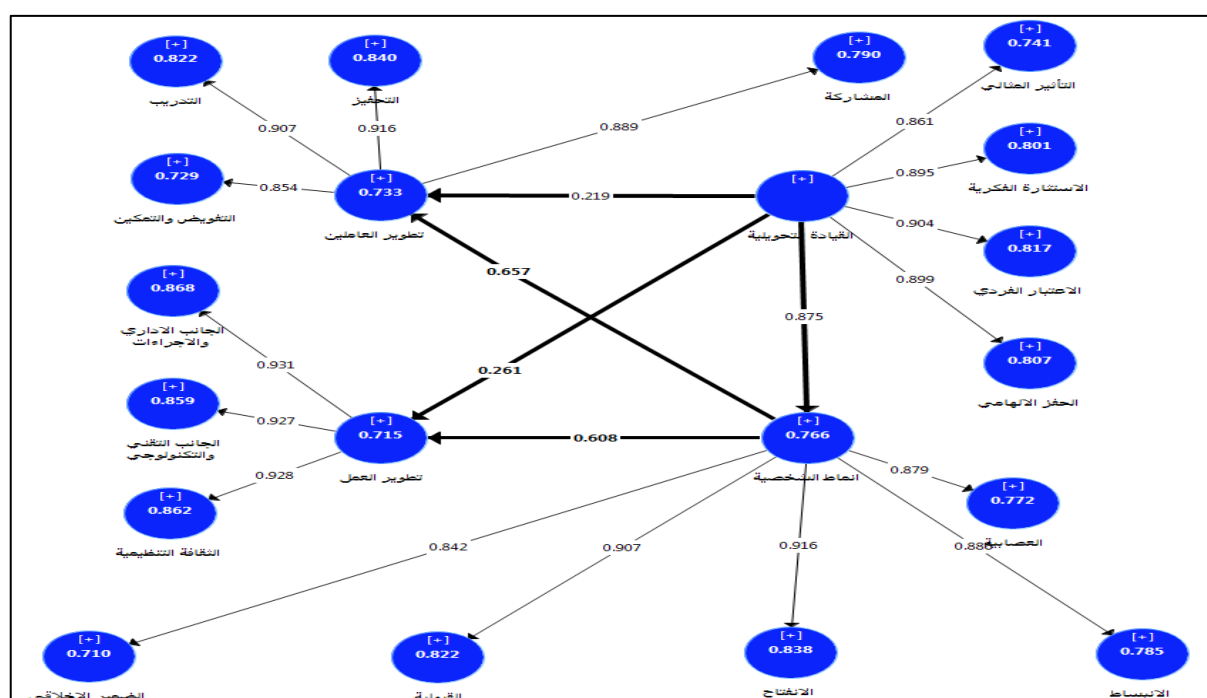 [+]
0.822
التدريب
[+]
0.840
التحفيز
[+]
0.790
المشاركة
[+]
0.741
التأثير المثالي
0.907
0.916
0.889
0.861
[+]
0.729
التفويض والتمكين
0.854
[+]
0.733
تطوير العاملين
0.219
[+]
القيادة التحويلية
0.895
[+]
0.801
الاستثارة الفكرية
0.904
[+]
0.817
الاعتبار الفردي
0.899
[+]
0.807
الحفز الالهامي
0.657
0.875
0.261
[+]
0.868
الجانب الاداري
والاجراءات
0.931
[+]
0.859
الجانب التقني
والتكنولوجي
0.927
[+]
0.715
تطوير العمل
0.608
[+]
0.766
انماط الشخصية
0.928
[+]
0.862
الثقافة التنظيمية
0.879
[+]
0.772
العصابية
0.842
0.907
0.916
[+]
0.710
[+]
0.822
[+]
0.838
الانفتاح
[+]
0.785
الانبساط